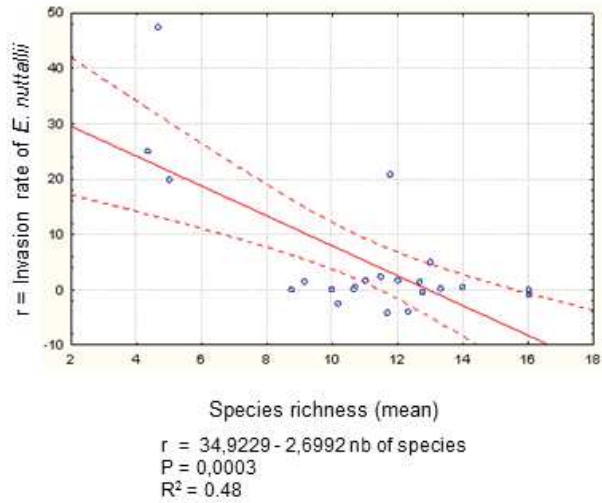 50
40
30
20
10
0
-10
r = Invasion rate of E. nuttallii
2 4 6 8 10 12 14 16 18
Species richness (mean)
r = 34,9229 - 2,6992 nb of species
P = 0,0003
R² = 0.48